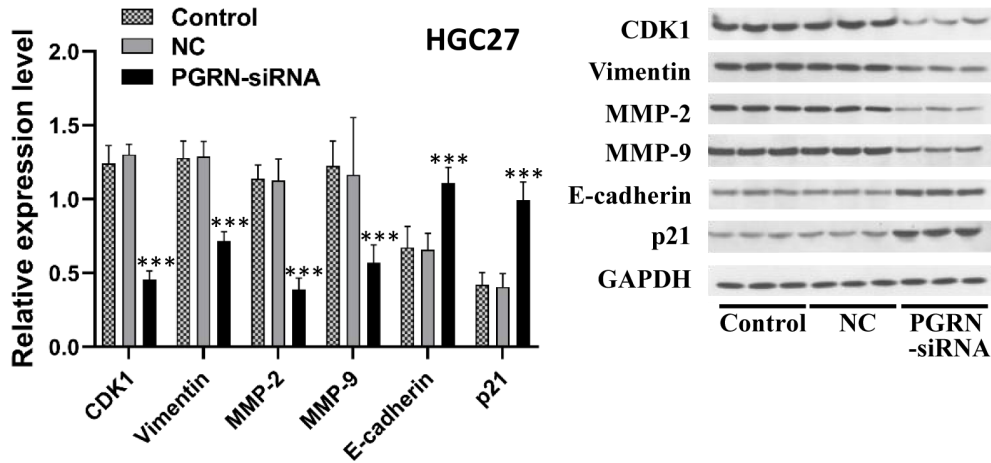 Control
NC
PGRN-siRNA
HGC27
Relative expression level
2.0
1.5
1.0
0.5
0.0
***
***
***
***
***
***
CDK1
Vimentin
MMP-2
MMP-9
E-cadherin
p21
CDK1
Vimentin
MMP-2
MMP-9
E-cadherin
p21
GAPDH
Control
NC
PGRN
-siRNA